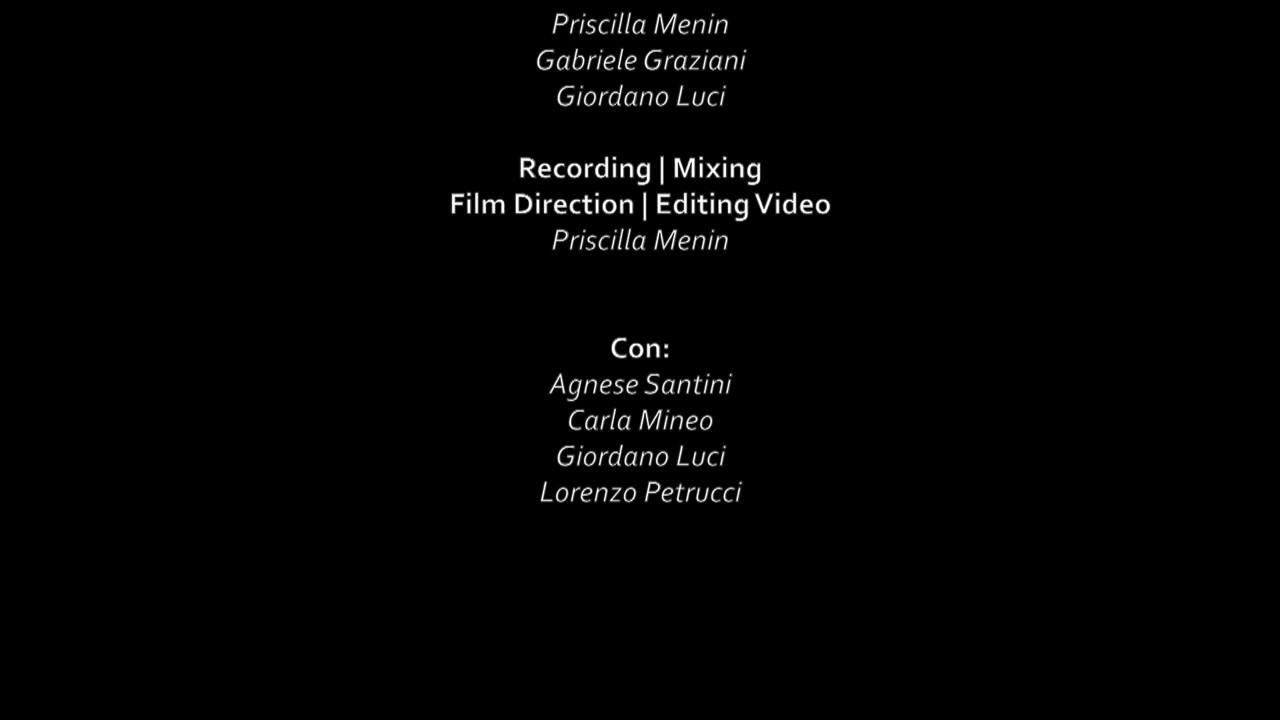 Priscilla Menin
Gabriele Graziani
Giordano Luci
Recording | Mixing
Film Direction | Editing Video
Priscilla Menin
Con:
Agnese Santini
Carla Mineo
Giordano Luci
Lorenzo Petrucci